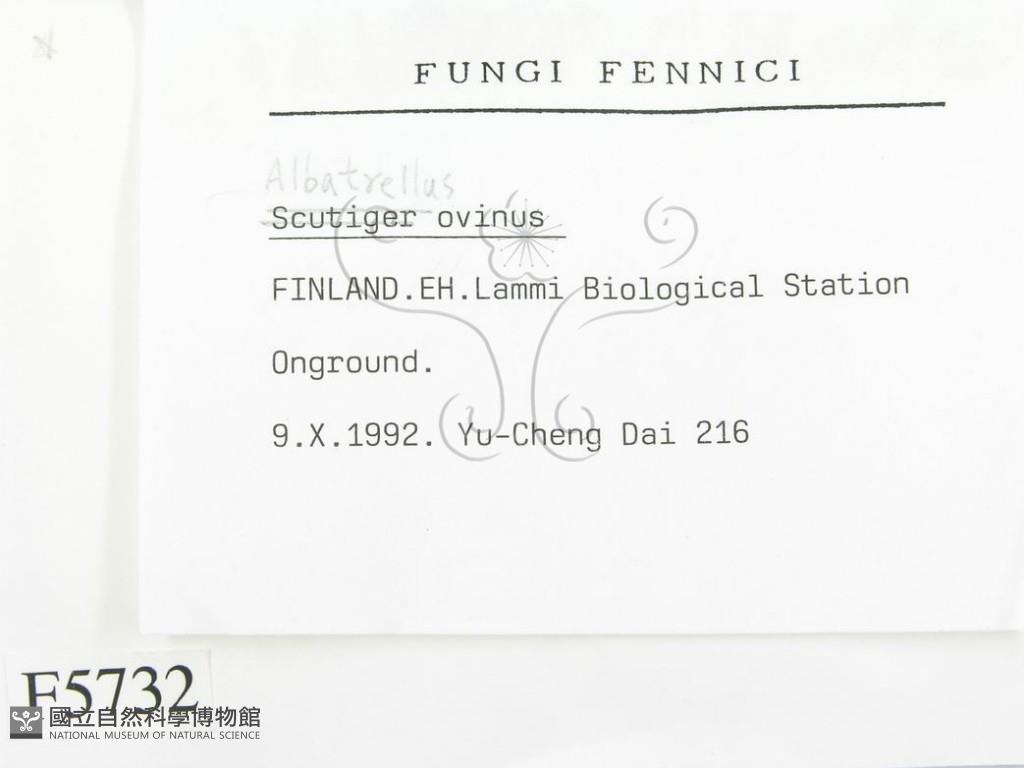 FUNGI FENNICI
Albatrellus
Scutiger ovinus
FINLAND.EH.Lammi Biological Station
Onground.
9.X.1992. Yu-Cheng Dai 216
F5732
國立自然科學博物館
NATIONAL MUSEUM OF NATURAL SCIENCE